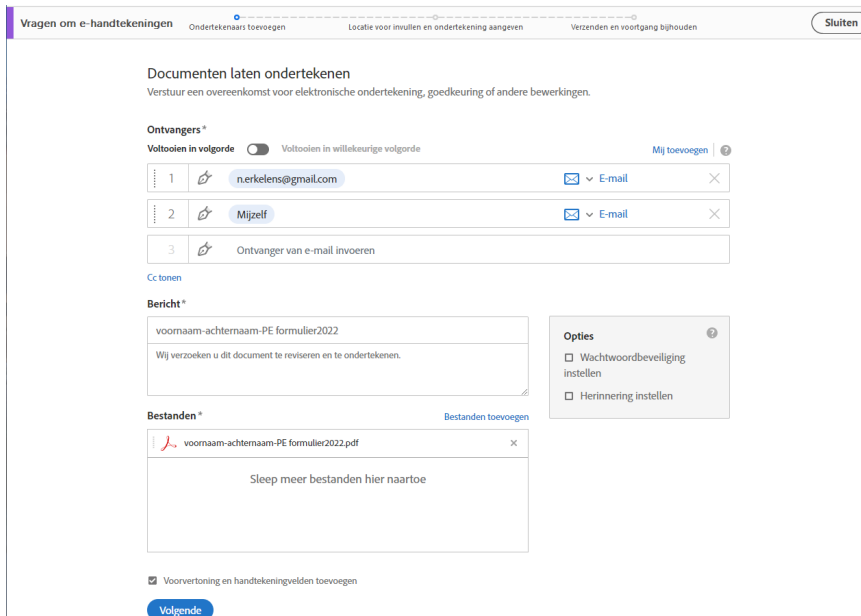 Vragen om e-handtekeningen
Ondertekenaars toevoegen
Locatie voor invullen en ondertekening aangeven
Verzenden en voortgang bijhouden
Sluiten
Documenten laten ondertekenen
Verstuur een overeenkomst voor elektronische ondertekening, goedkeuring of andere bewerkingen.
Ontvangers*
Voltooien in volgorde Voltooien in willekeurige volgorde Mij toevoegen ?
1 n.erkelens@gmail.com E-mail
2 Mijzelf E-mail
3 Ontvanger van e-mail invoeren
Cc tonen
Bericht*
voornaam-achternaam-PE formulier2022
Wij verzoeken u dit document te reviseren en te ondertekenen.
Opties ?
Wachtwoordbeveiliging
instellen
Herinnering instellen
Bestanden* Bestanden toevoegen
voornaam-achternaam-PE formulier2022.pdf
Sleep meer bestanden hier naartoe
Voorvertoning en handtekeningvelden toevoegen
Volgende